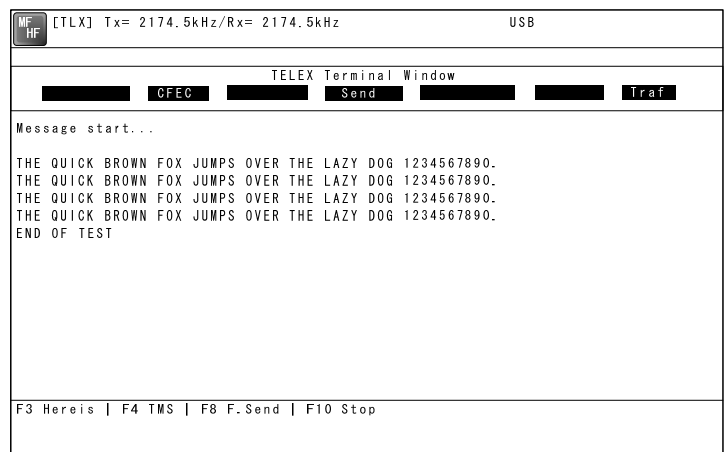 MF
HF
[TLX] Tx= 2174.5kHz/Rx= 2174.5kHz USB
TELEX Terminal Window
CFEC Send Traf
Message start...
THE QUICK BROWN FOX JUMPS OVER THE LAZY DOG 1234567890.
THE QUICK BROWN FOX JUMPS OVER THE LAZY DOG 1234567890.
THE QUICK BROWN FOX JUMPS OVER THE LAZY DOG 1234567890.
THE QUICK BROWN FOX JUMPS OVER THE LAZY DOG 1234567890.
END OF TEST
F3 Hereis | F4 TMS | F8 F.Send | F10 Stop